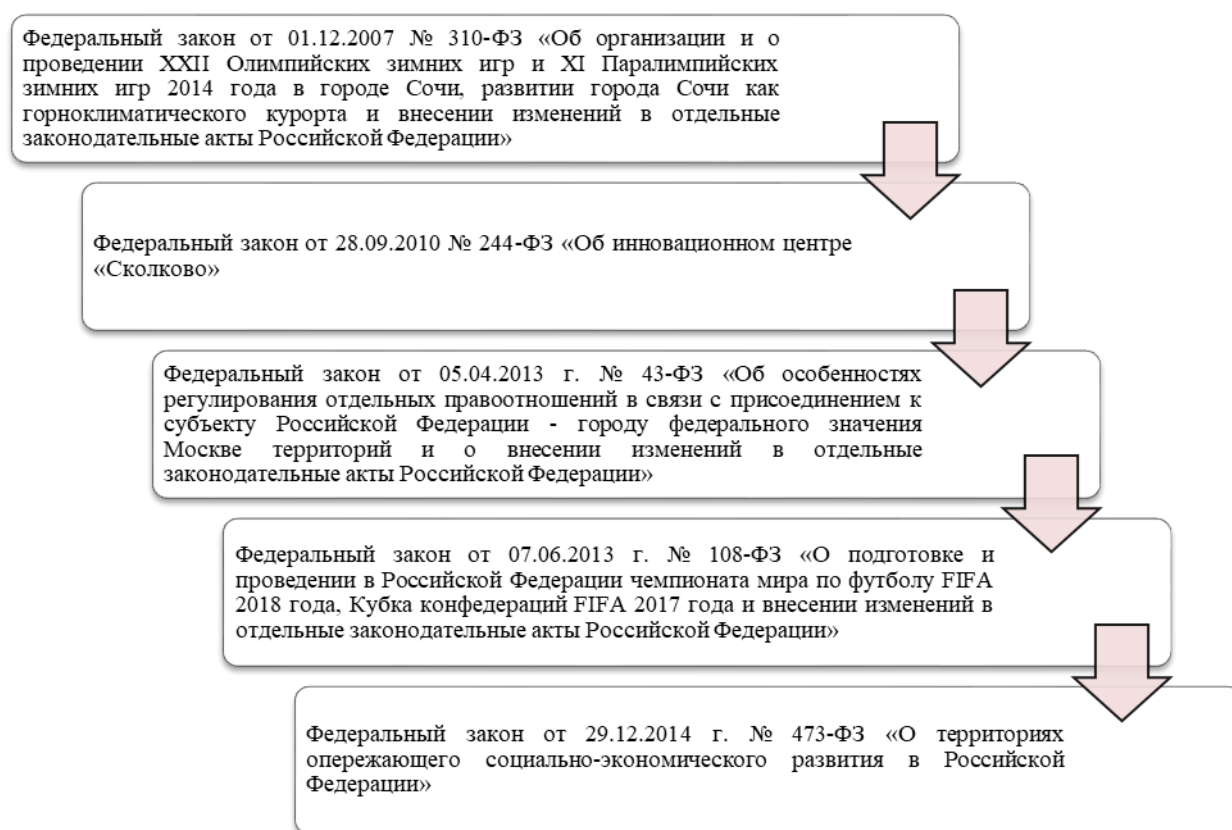 Федеральный закон от 01.12.2007 № 310-ФЗ «Об организации и о
проведении XXII Олимпийских зимних игр и XI Паралимпийских
зимних игр 2014 года в городе Сочи, развитии города Сочи как
горноклиматического курорта и внесении изменений в отдельные
законодательные акты Российской Федерации»
Федеральный закон от 28.09.2010 № 244-ФЗ «Об инновационном центре
«Сколково»
Федеральный закон от 05.04.2013 г. № 43-ФЗ «Об особенностях
регулирования отдельных правоотношений в связи с присоединением к
субъекту Российской Федерации - городу федерального значения
Москве территорий и о внесении изменений в отдельные
законодательные акты Российской Федерации»
Федеральный закон от 07.06.2013 г. № 108-ФЗ «О подготовке и
проведении в Российской Федерации чемпионата мира по футболу FIFA
2018 года, Кубка конфедераций FIFA 2017 года и внесении изменений в
отдельные законодательные акты Российской Федерации»
Федеральный закон от 29.12.2014 г. № 473-ФЗ «О территориях
опережающего социально-экономического развития в Российской
Федерации»